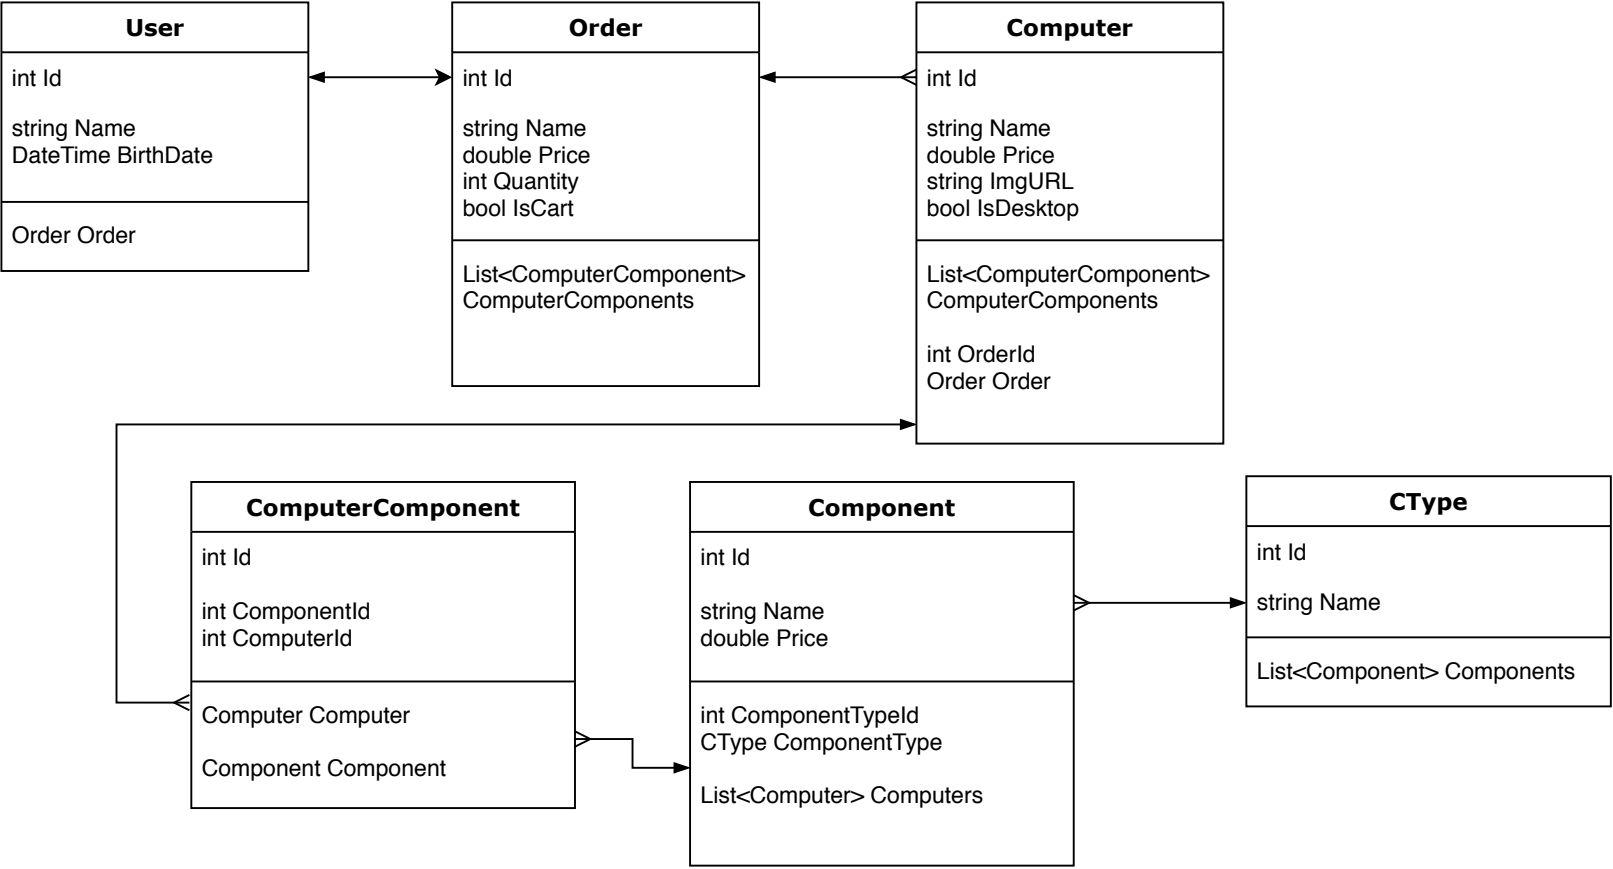 User
int Id
string Name
DateTime BirthDate
Order Order
Order
int Id
string Name
double Price
int Quantity
bool IsCart
List<ComputerComponent>
ComputerComponents
Computer
int Id
string Name
double Price
string ImgURL
bool IsDesktop
List<ComputerComponent>
ComputerComponents
int OrderId
Order Order
ComputerComponent
int Id
int ComponentId
int ComputerId
Computer Computer
Component Component
Component
int Id
string Name
double Price
int ComponentTypeId
CType ComponentType
List<Computer> Computers
CType
int Id
string Name
List<Component> Components